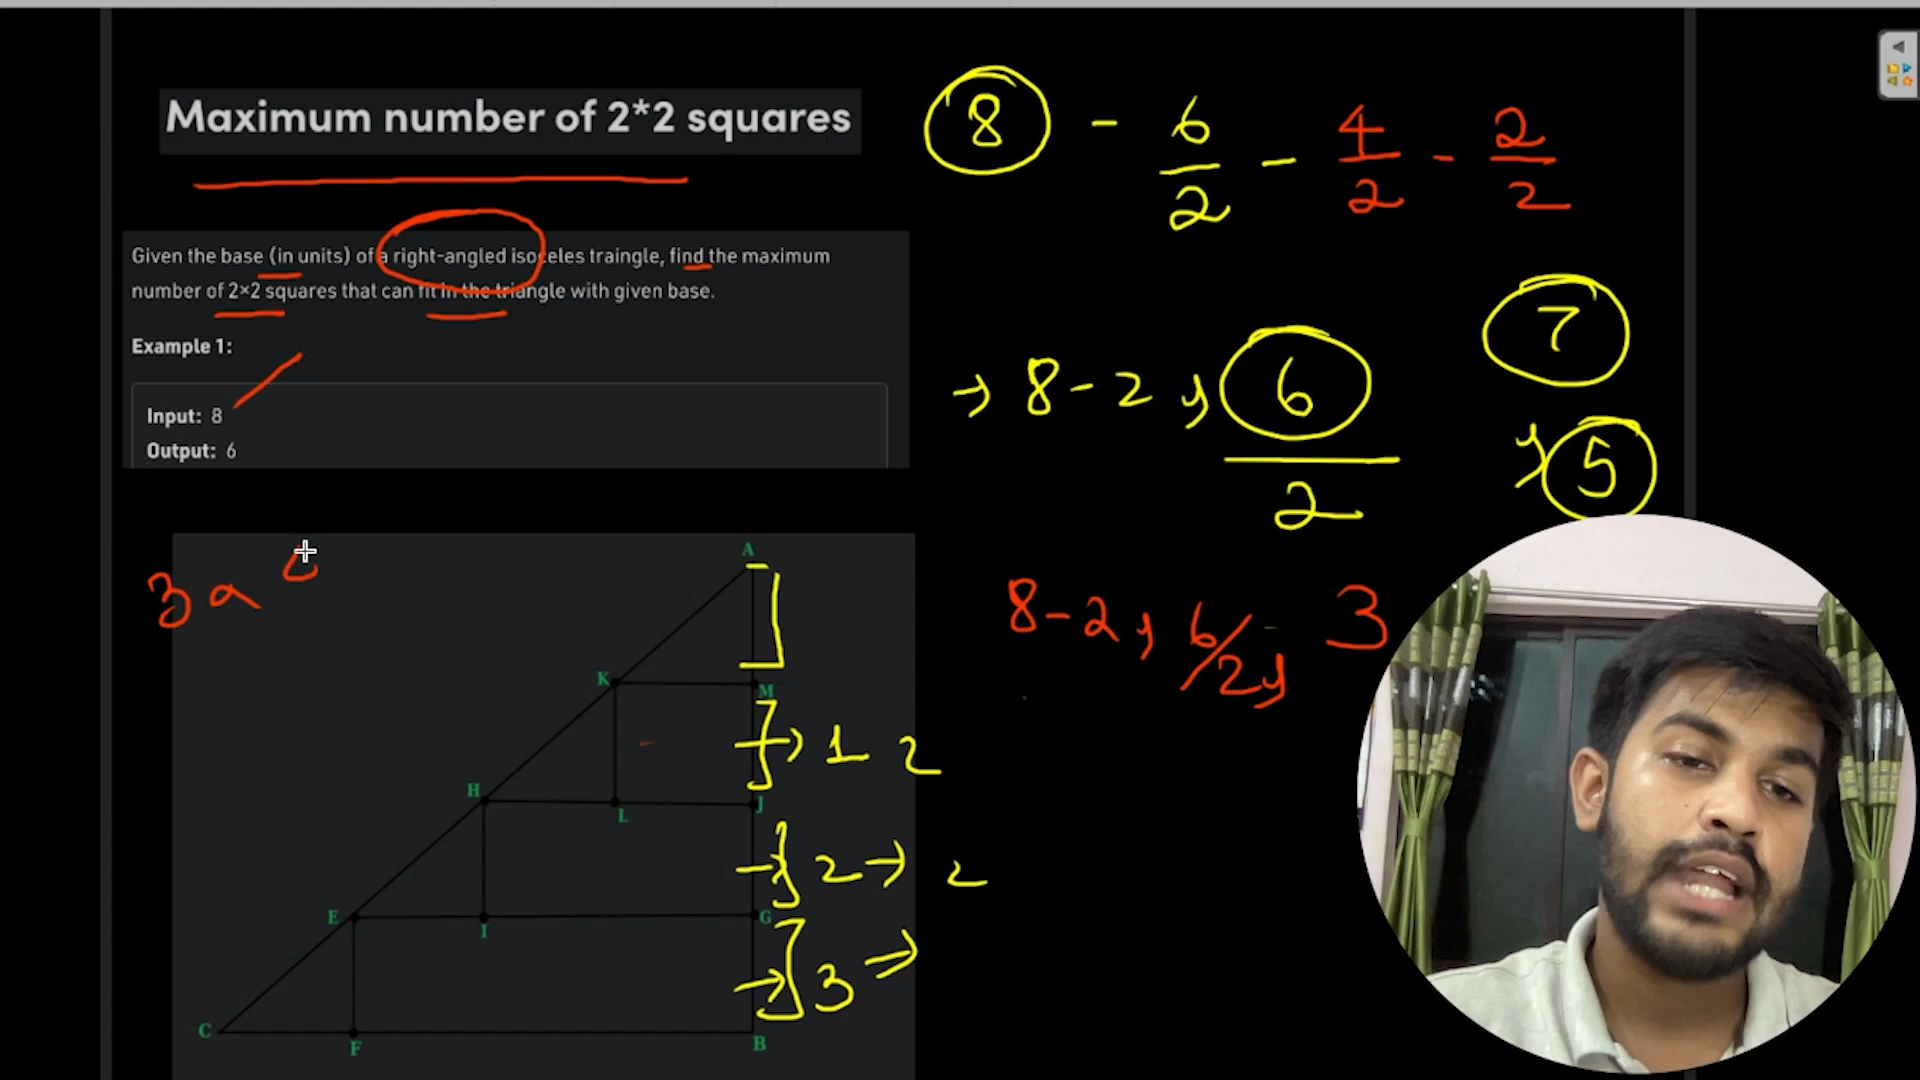 Maximum number of 2*2 squares
Given the base (in units) of a right-angled isoceles traingle, find the maximum
number of 2×2 squares that can fit in the triangle with given base.
Example 1:
Input: 8
Output: 6
8 - 6/2 - 4/2 - 2/2
→ 8 - 2, 6
2
7
5
8 - 2, 6/2, 3
3
A
K
M
1 2
H
L
J
2 → 2
E
I
G
3 →
C
F
B